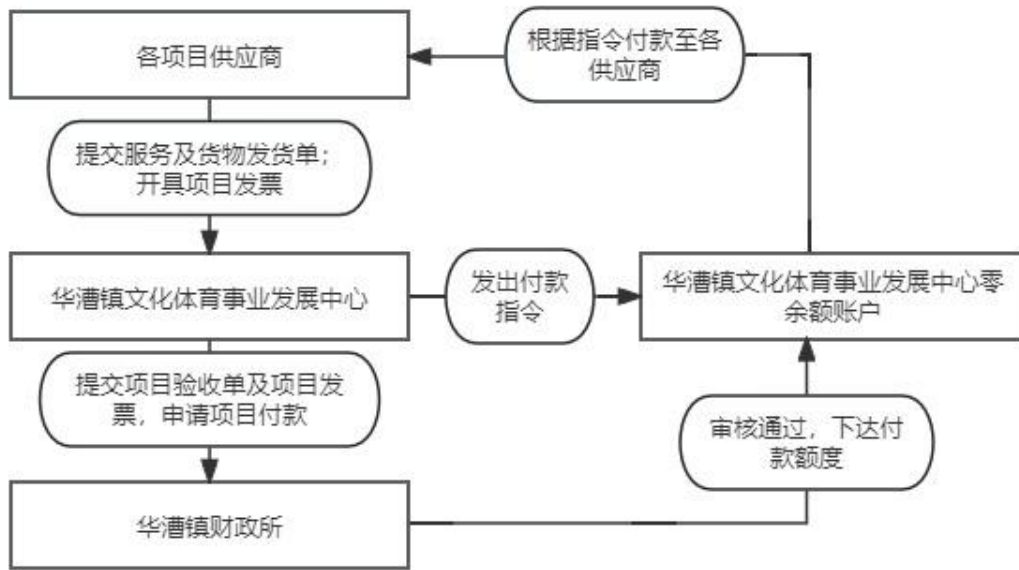 各项目供应商
根据指令付款至各
供应商
提交服务及货物发货单；
开具项目发票
华漕镇文化体育事业发展中心
发出付款
指令
华漕镇文化体育事业发展中心零
余额账户
提交项目验收单及项目发
票，申请项目付款
审核通过，下达付
款额度
华漕镇财政所